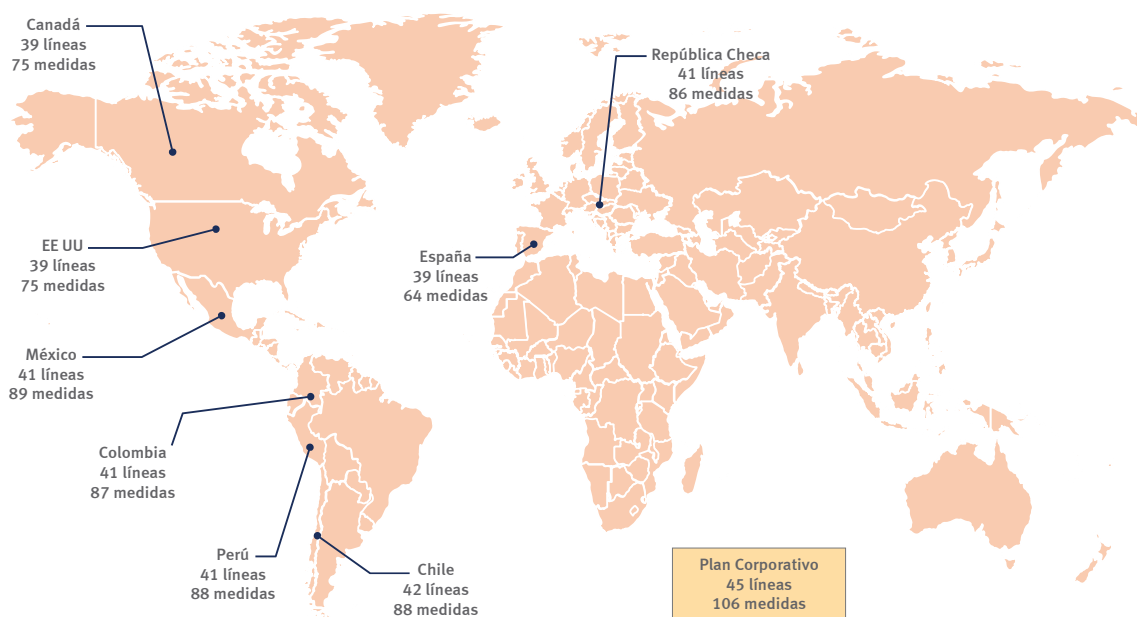 Canadá
39 líneas
75 medidas
República Checa
41 líneas
86 medidas
EE UU
39 líneas
75 medidas
España
39 líneas
64 medidas
México
41 líneas
89 medidas
Colombia
41 líneas
87 medidas
Perú
41 líneas
88 medidas
Chile
42 líneas
88 medidas
Plan Corporativo
45 líneas
106 medidas